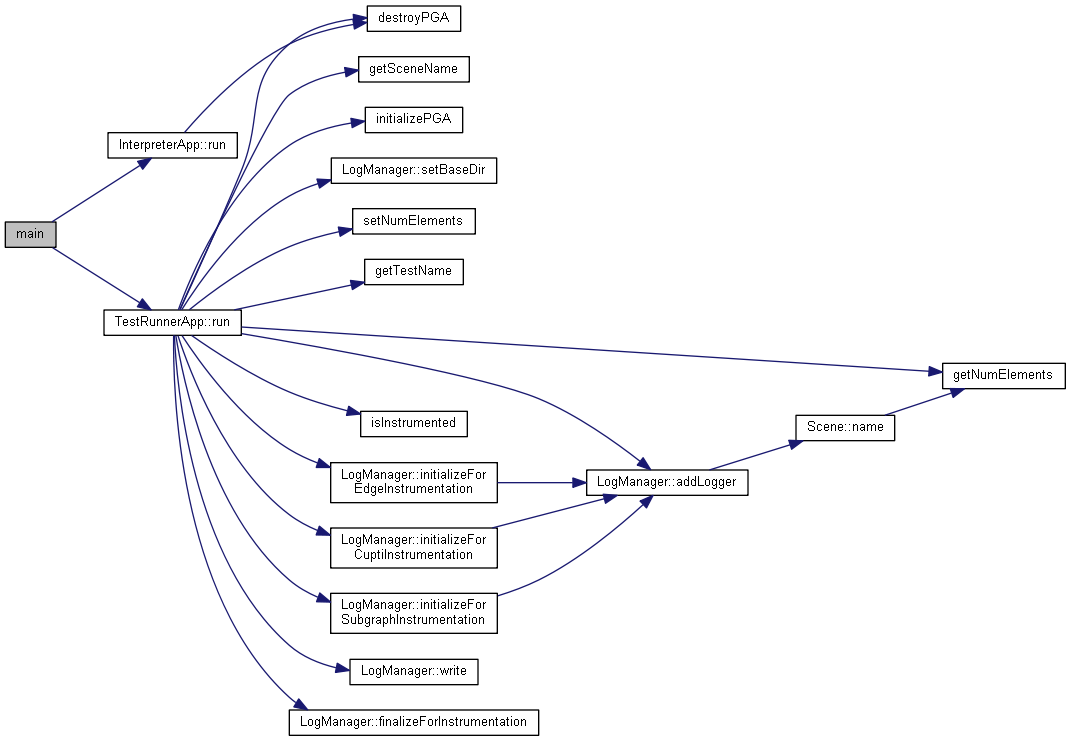 destroyPGA
getSceneName
initializePGA
InterpreterApp::run
LogManager::setBaseDir
main
setNumElements
getTestName
TestRunnerApp::run
getNumElements
isInstrumented
Scene::name
LogManager::initializeFor
EdgeInstrumentation
LogManager::addLogger
LogManager::initializeFor
CuptiInstrumentation
LogManager::initializeFor
SubgraphInstrumentation
LogManager::write
LogManager::finalizeForInstrumentation